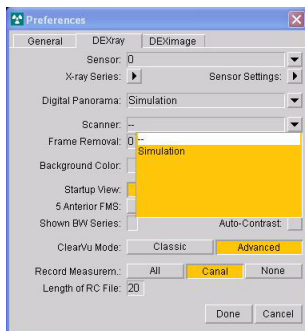 Preferences
General DEXray DEXimage
Sensor: 0
X-ray Series: Sensor Settings:
Digital Panorama: Simulation
Scanner: --
Frame Removal: 0 --
Simulation
Background Color:
Startup View:
5 Anterior FMS:
Shown BW Series: Auto-Contrast:
ClearVu Mode: Classic Advanced
Record Measurem.: All Canal None
Length of RC File: 20
Done Cancel